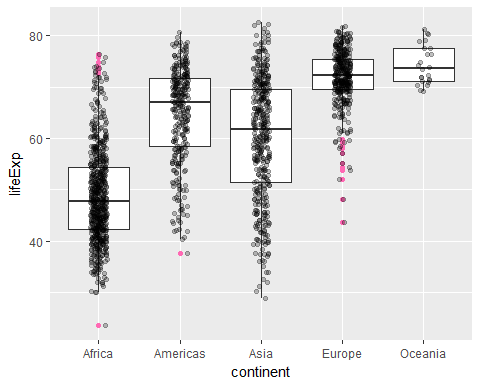 80
60
40
lifeExp
Africa Americas Asia Europe Oceania
continent